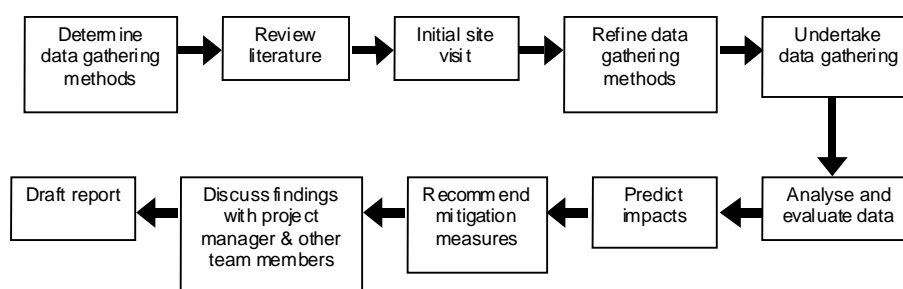 Determine
data gathering
methods
Review
literature
Initial site
visit
Refine data
gathering
methods
Undertake
data gathering
Analyse and
evaluate data
Predict
impacts
Recommend
mitigation
measures
Discuss findings
with project
manager & other
team members
Draft report